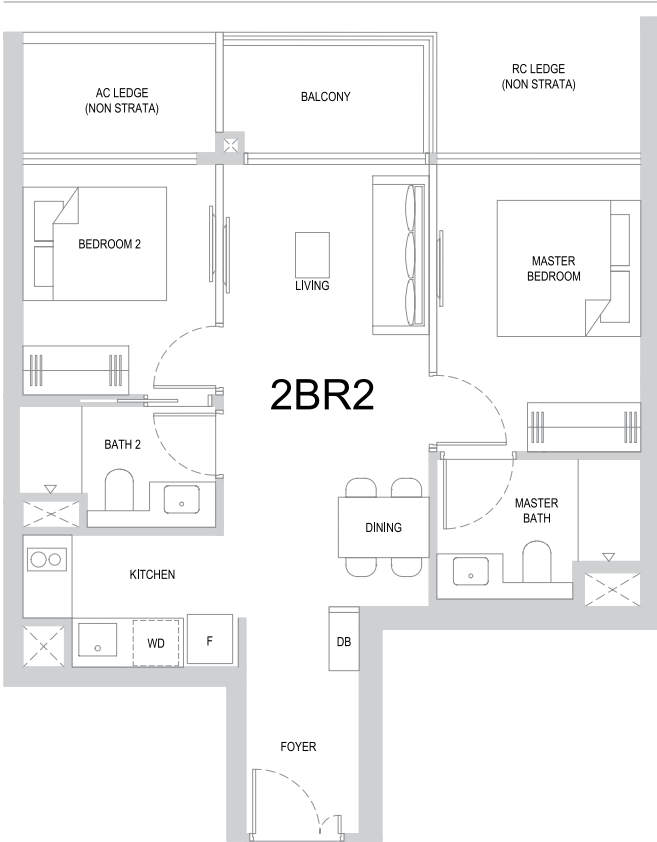 AC LEDGE
(NON STRATA)
BALCONY
RC LEDGE
(NON STRATA)
BEDROOM 2
LIVING
MASTER
BEDROOM
2BR2
BATH 2
DINING
MASTER
BATH
KITCHEN
WD
F
DB
FOYER